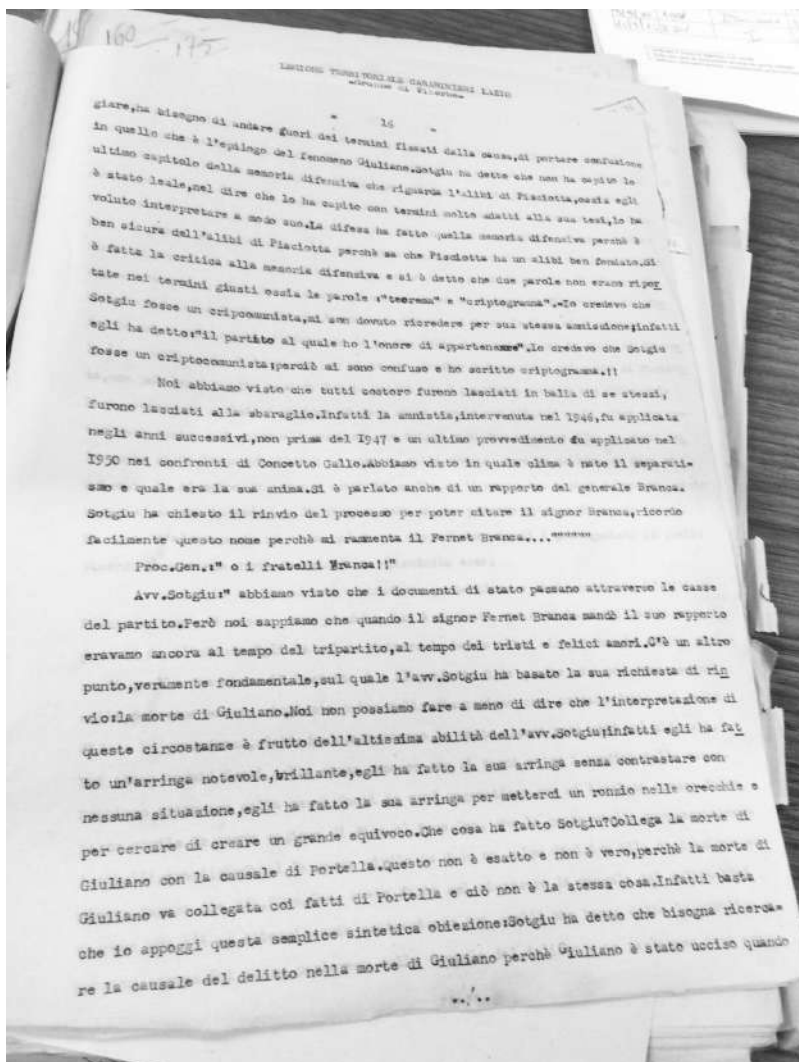 160 - 175
LEGIONE TERRITORIALE CARABINIERI LAZIO
- 14 -
giare,ha bisogno di andare fuori dei termini fissati dalla causa,di portare confusione
in quello che è l'epilogo del fenomeno Giuliano.Sotgiu ha detto che non ha capito lo
ultimo capitolo della memoria difensiva che riguarda l'alibi di Pisciotta,ossia egli
è stato leale,nel dire che lo ha capito con termini molto adatti alla sua tesi,lo ha
voluto interpretare a modo suo.La difesa ha fatto quella memoria difensiva perchè è
ben sicura dell'alibi di Pisciotta perchè sa che Pisciotta ha un alibi ben fondato.Si
è fatta la critica alla memoria difensiva e si è detto che due parole non erano ripor
tate nei termini giusti ossia le parole :"teorema" e "criptogramma".-Io credevo che
Sotgiu fosse un cripcomunista,mi son dovuto ricredere per sua stessa ammissione;infatti
egli ha detto:"il partito al quale ho l'onore di appartenere".Io credevo che Sotgiu
fosse un criptocomunista;perciò mi sono confuso e ho scritto criptogramma.!!
Noi abbiamo visto che tutti costoro furono lasciati in balla di se stessi,
furono lasciati alla sbaraglio.Infatti la amnistia,intervenuta nel 1946,fu applicata
negli anni successivi,non prima del 1947 e un ultimo provvedimento fu applicato nel
1950 nei confronti di Concetto Gallo.Abbiamo visto in quale clima è nato il separati=
smo e quale era la sua anima.Si è parlato anche di un rapporto del generale Branca.
Sotgiu ha chiesto il rinvio del processo per poter citare il signor Branca,ricordo
facilmente questo nome perchè mi rammenta il Fernet Branca...."""""""
Proc.Gen.:" o i fratelli Branca!!"
Avv.Sotgiu:" abbiamo visto che i documenti di stato passano attraverso le casse
del partito.Però noi sappiamo che quando il signor Fernet Branca mandò il suo rapporto
eravamo ancora al tempo del tripartito,al tempo dei tristi e felici amori.C'è un altro
punto,veramente fondamentale,sul quale l'avv.Sotgiu ha basato la sua richiesta di rin
vio:la morte di Giuliano.Noi non possiamo fare a meno di dire che l'interpretazione di
queste circostanze è frutto dell'altissima abilità dell'avv.Sotgiu;infatti egli ha fat
to un'arringa notevole,brillante,egli ha fatto la sua arringa senza contrastare con
nessuna situazione,egli ha fatto la sua arringa per metterci un ronzio nelle orecchie e
per cercare di creare un grande equivoco.Che cosa ha fatto Sotgiu?Collega la morte di
Giuliano con la causale di Portella.Questo non è esatto e non è vero,perchè la morte di
Giuliano va collegata coi fatti di Portella e ciò non è la stessa cosa.Infatti basta
che io appoggi questa semplice sintetica obiezione:Sotgiu ha detto che bisogna ricerca=
re la causale del delitto nella morte di Giuliano perchè Giuliano è stato ucciso quando
../..